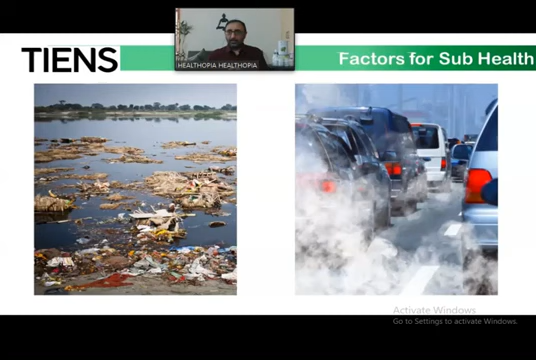 TIENS
HEALTHOPIA HEALTHOPIA
Factors for Sub Health
Activate Windows
Go to Settings to activate Windows.